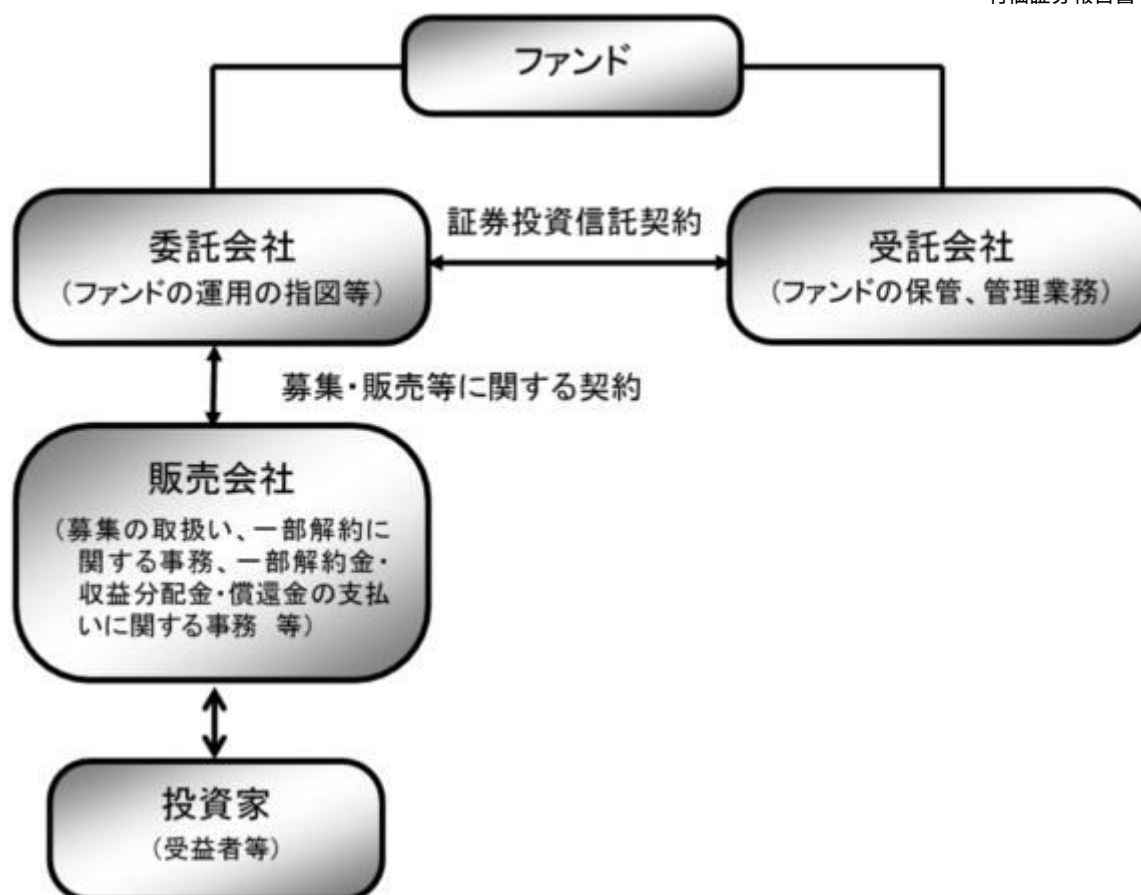 ファンド
委託会社
(ファンドの運用の指図等)
証券投資信託契約
受託会社
(ファンドの保管、管理業務)
募集・販売等に関する契約
販売会社
(募集の取扱い、一部解約に
関する事務、一部解約金・
収益分配金・償還金の支払
いに関する事務 等)
投資家
(受益者等)